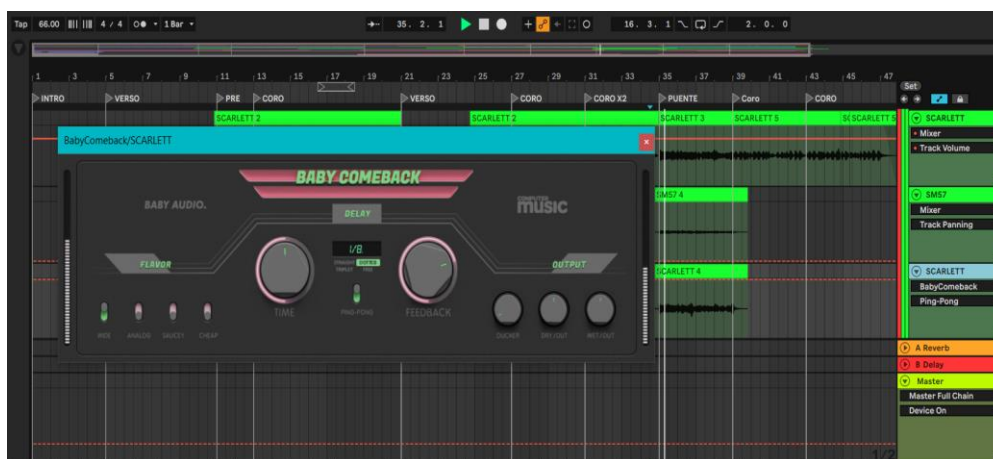 Tap 66.00 4 / 4 1 Bar 35. 2. 1 16. 3. 1 2. 0. 0
1 3 5 7 9 11 13 15 17 19 21 23 25 27 29 31 33 35 37 39 41 43 45 47
Set
INTRO VERSO PRE CORO VERSO CORO CORO X2 PUENTE Coro CORO
SCARLETT 2 SCARLETT 2 SCARLETT 3 SCARLETT 5 SCARLETT 5 SCARLETT
Mixer
Track Volume
BabyComeback/SCARLETT
BABY COMEBACK
BABY AUDIO.
COMPUTER
MUSIC
DELAY
1/8
STRAIGHT DOTTED
TRIPLET FREE
FLAVOR OUTPUT
TIME PING-PONG FEEDBACK
WIDE ANALOG SAUCE! CHEAP DUCKER DRY/OUT WET/OUT
SM57 4 SM57
Mixer
Track Panning
SCARLETT 4 SCARLETT
BabyComeback
Ping-Pong
A Reverb
B Delay
Master
Master Full Chain
Device On
1/2